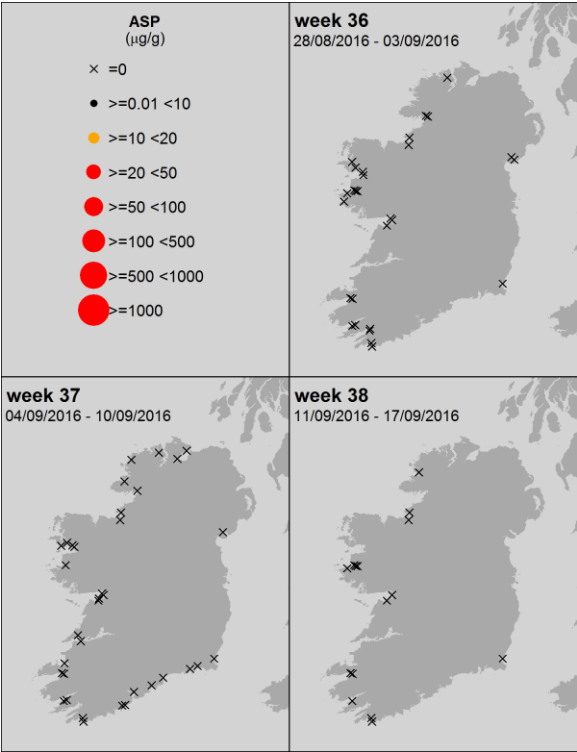 ASP
(µg/g)
=0
>=0.01 <10
>=10 <20
>=20 <50
>=50 <100
>=100 <500
>=500 <1000
>=1000
week 36
28/08/2016 - 03/09/2016
week 37
04/09/2016 - 10/09/2016
week 38
11/09/2016 - 17/09/2016